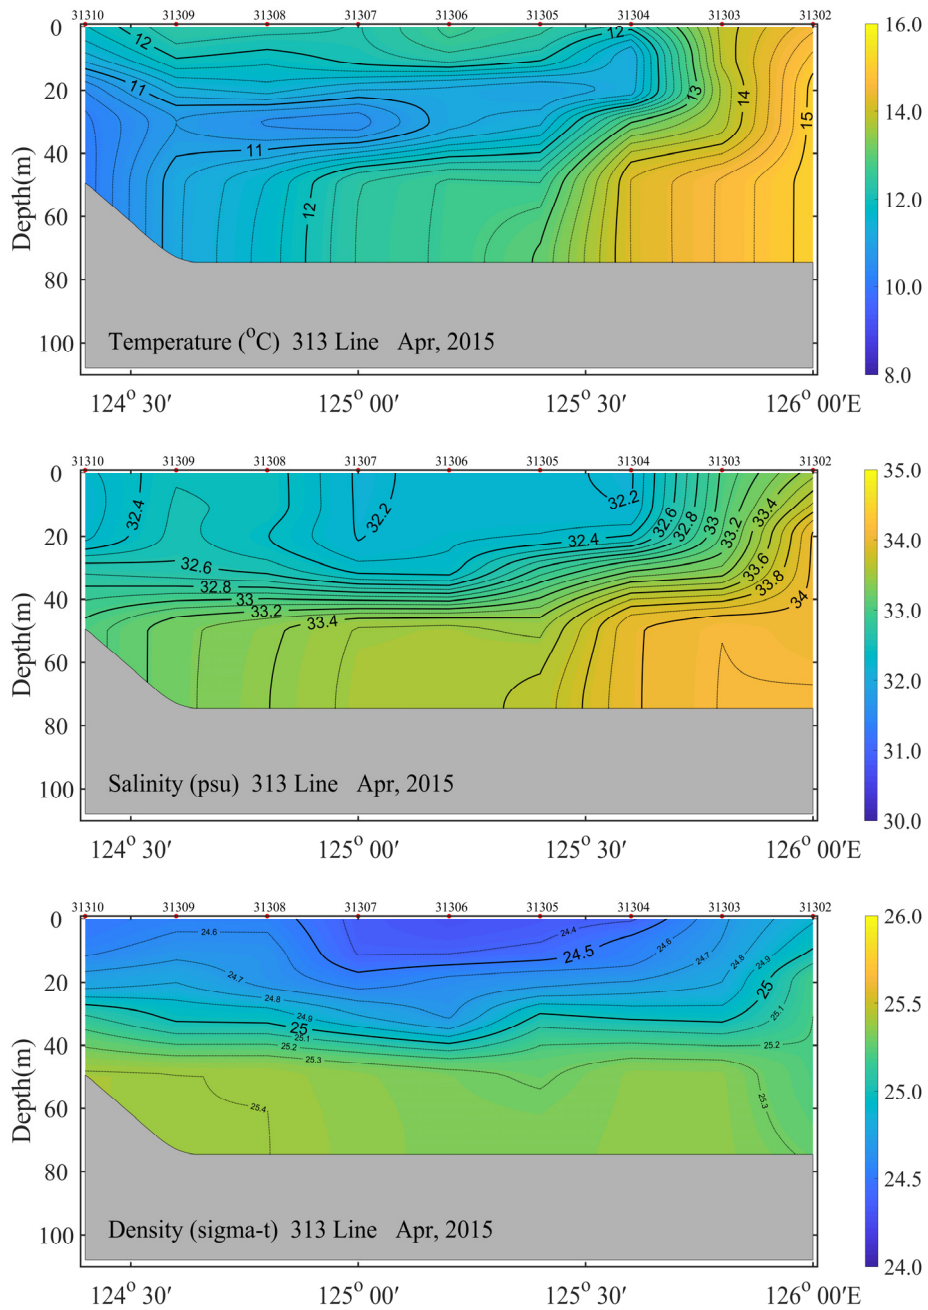 31310 31309 31308 31307 31306 31305 31304 31303 31302
0 12 12 16.0
11 13 14
20 15 14.0
40 11
Depth(m) 12 12.0
60
80 10.0
100 Temperature (°C) 313 Line Apr, 2015
8.0
124° 30′ 125° 00′ 125° 30′ 126° 00′E
31310 31309 31308 31307 31306 31305 31304 31303 31302
0 35.0
32.4 32.2 32.2 32.6 32.8 33 33.2 33.4
20 32.4 34.0
32.6 33.6
32.8 33.8
40 33 34
33.2 33.4 33.0
Depth(m)
60 32.0
80
31.0
100 Salinity (psu) 313 Line Apr, 2015
30.0
124° 30′ 125° 00′ 125° 30′ 126° 00′E
31310 31309 31308 31307 31306 31305 31304 31303 31302
0 26.0
24.6 24.4 24.5 24.6 24.7 24.8 24.9
20 24.7 25 25.5
24.8
24.9
25
25.1
40 25.2 25.2
25.3 25.0
Depth(m)
60 25.4 25.3
80 24.5
100 Density (sigma-t) 313 Line Apr, 2015
24.0
124° 30′ 125° 00′ 125° 30′ 126° 00′E